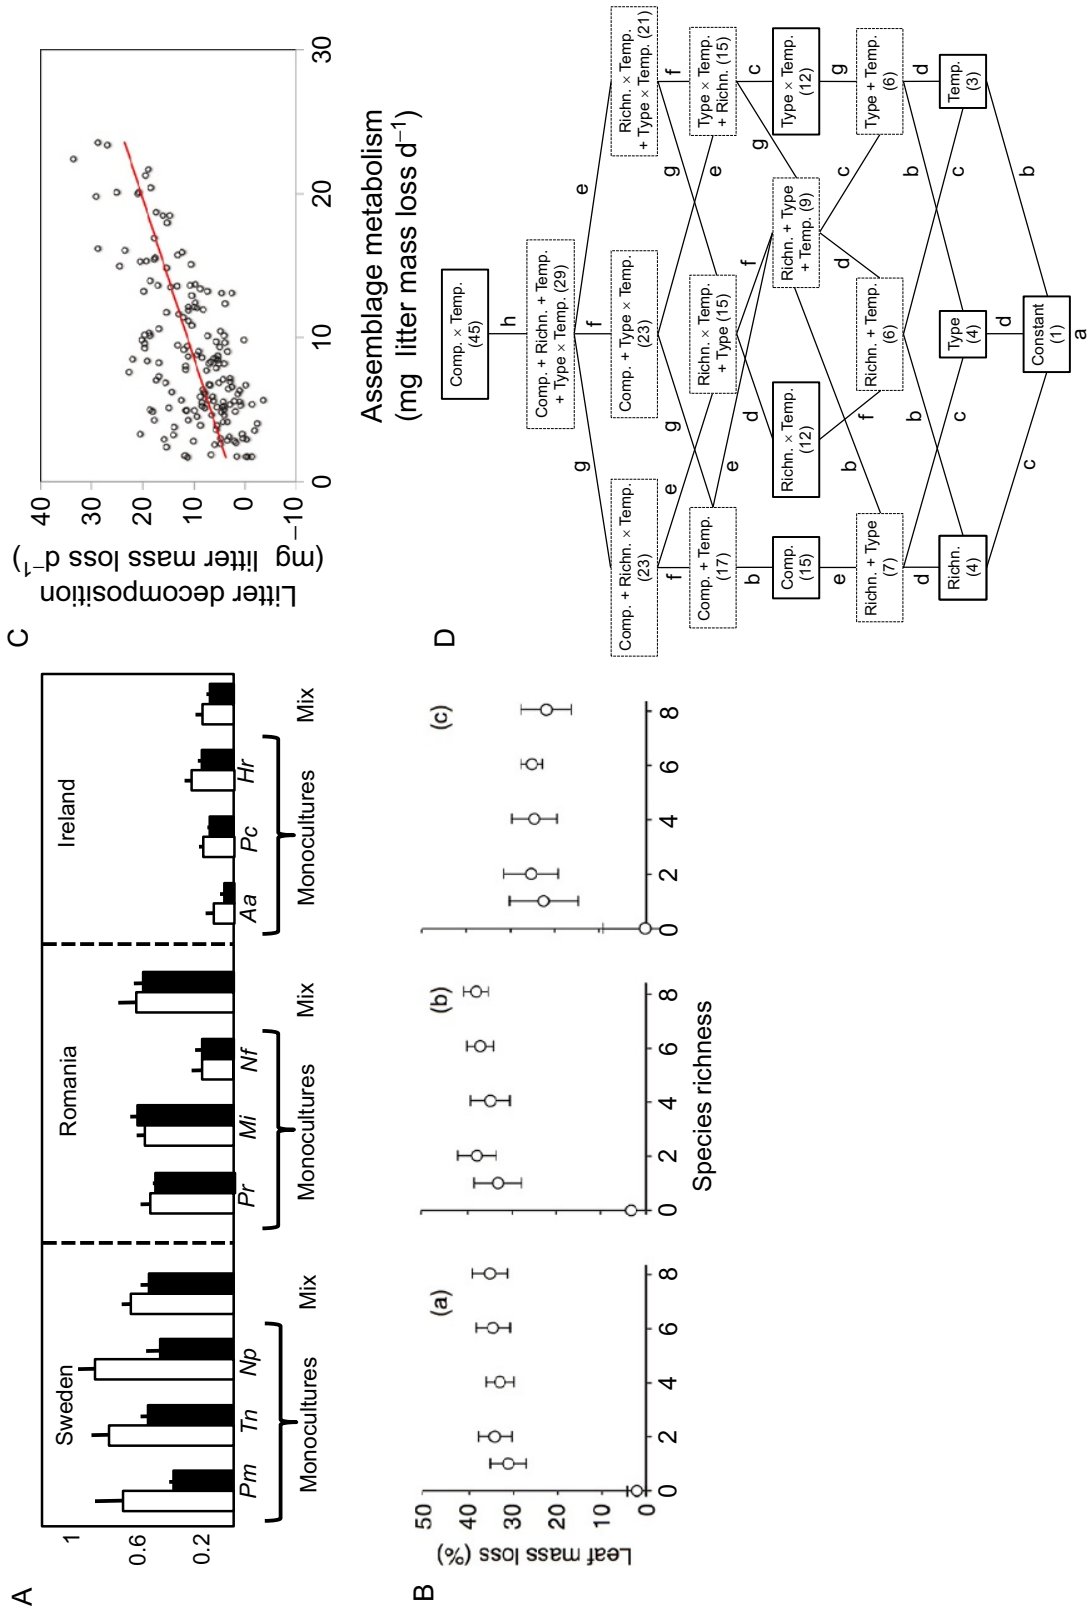 A
1
0.6
0.2
Sweden
Romania
Ireland
Pm
Tn
Np
Mix
Pr
Mi
Nf
Mix
Aa
Pc
Hr
Mix
Monocultures
Monocultures
Monocultures
B
Leaf mass loss (%)
50
40
30
20
10
0
(a)
(b)
(c)
0
2
4
6
8
0
2
4
6
8
0
2
4
6
8
Species richness
C
Litter decomposition
(mg litter mass loss d⁻¹)
40
30
20
10
0
−10
0
10
20
30
Assemblage metabolism
(mg litter mass loss d⁻¹)
D
Comp. × Temp.
(45)
h
Comp. + Richn. + Temp.
+ Type × Temp. (29)
g
f
e
Comp. + Richn. × Temp.
(23)
Comp. + Type × Temp.
(23)
Richn. × Temp.
+ Type × Temp. (21)
f
e
g
g
f
e
Comp. + Temp.
(17)
Richn. × Temp.
+ Type (15)
Type × Temp.
+ Richn. (15)
b
e
d
f
g
c
Comp.
(15)
Richn. × Temp.
(12)
Richn. + Type
+ Temp. (9)
Type × Temp.
(12)
e
b
f
d
c
g
Richn. + Type
(7)
Richn. + Temp.
(6)
Type + Temp.
(6)
d
c
b
c
b
d
Richn.
(4)
Type
(4)
Temp.
(3)
c
d
b
Constant
(1)
a